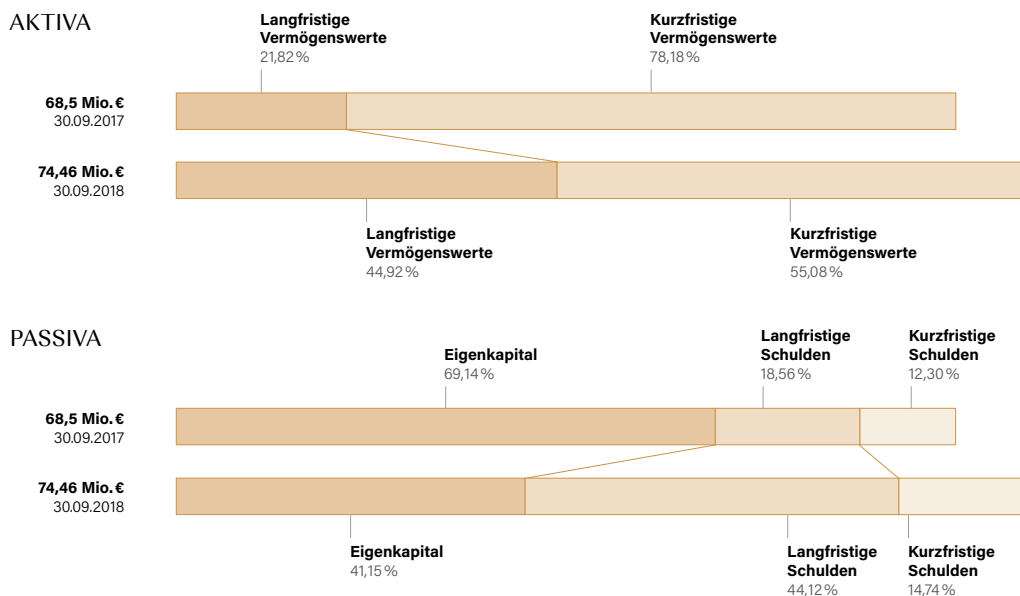 AKTIVA
Langfristige
Vermögenswerte
21,82 %
Kurzfristige
Vermögenswerte
78,18 %
68,5 Mio. €
30.09.2017
74,46 Mio. €
30.09.2018
Langfristige
Vermögenswerte
44,92 %
Kurzfristige
Vermögenswerte
55,08 %
PASSIVA
Eigenkapital
69,14 %
Langfristige
Schulden
18,56 %
Kurzfristige
Schulden
12,30 %
68,5 Mio. €
30.09.2017
74,46 Mio. €
30.09.2018
Eigenkapital
41,15 %
Langfristige
Schulden
44,12 %
Kurzfristige
Schulden
14,74 %